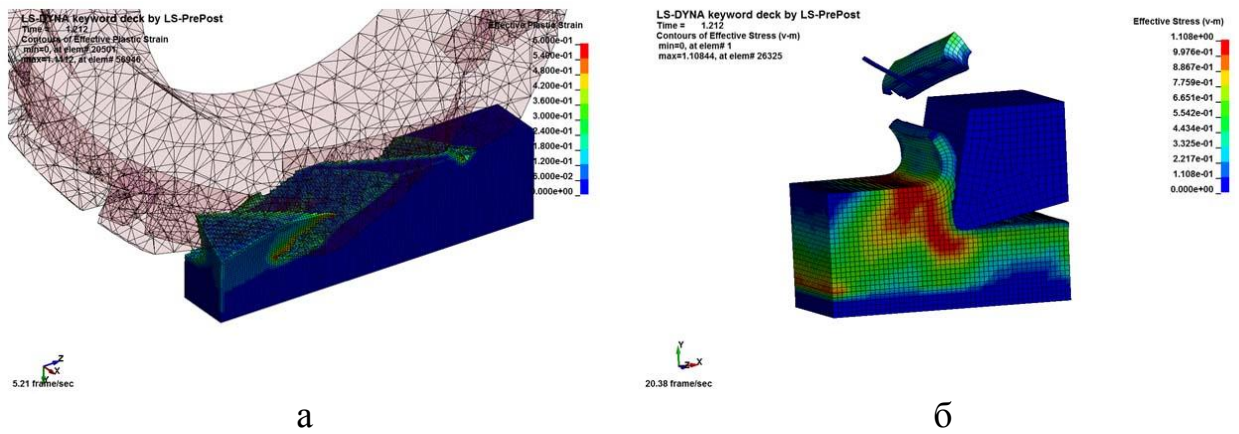 LS-DYNA keyword deck by LS-PrePost
Time = 1.212
Contours of Effective Plastic Strain
min=0, at elem# 20501
max=1.1112, at elem# 56946
Effective Plastic Strain
6.000e-01
5.400e-01
4.800e-01
4.200e-01
3.600e-01
3.000e-01
2.400e-01
1.800e-01
1.200e-01
6.000e-02
0.000e+00
Z
X
Y
5.21 frame/sec
а
LS-DYNA keyword deck by LS-PrePost
Time = 1.212
Contours of Effective Stress (v-m)
min=0, at elem# 1
max=1.10844, at elem# 26325
Effective Stress (v-m)
1.108e+00
9.976e-01
8.867e-01
7.759e-01
6.651e-01
5.542e-01
4.434e-01
3.325e-01
2.217e-01
1.108e-01
0.000e+00
Y
Z
X
20.38 frame/sec
б